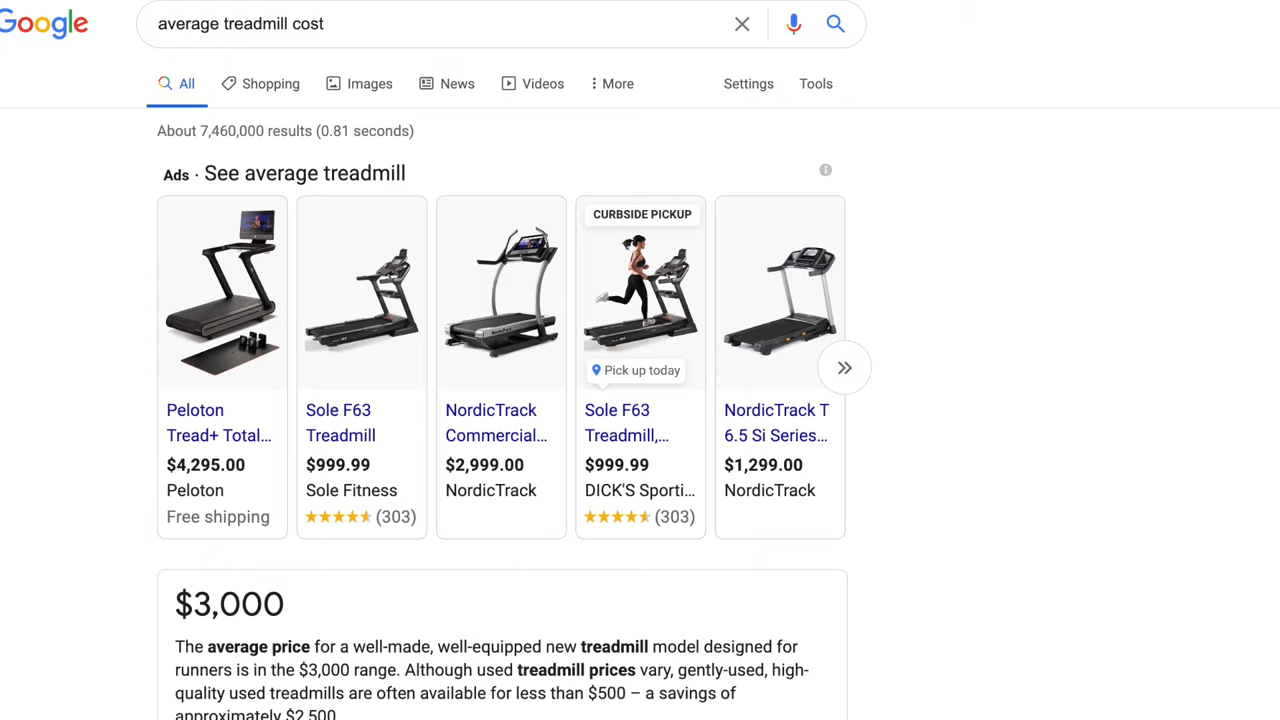 Google
average treadmill cost
All
Shopping
Images
News
Videos
More
Settings
Tools
About 7,460,000 results (0.81 seconds)
Ads · See average treadmill
CURBSIDE PICKUP
Pick up today
Peloton
Tread+ Total...
$4,295.00
Peloton
Free shipping
Sole F63
Treadmill
$999.99
Sole Fitness
(303)
NordicTrack
Commercial...
$2,999.00
NordicTrack
Sole F63
Treadmill,...
$999.99
DICK'S Sporti...
(303)
NordicTrack T
6.5 Si Series...
$1,299.00
NordicTrack
$3,000
The average price for a well-made, well-equipped new treadmill model designed for
runners is in the $3,000 range. Although used treadmill prices vary, gently-used, high-
quality used treadmills are often available for less than $500 – a savings of
approximately $2,500